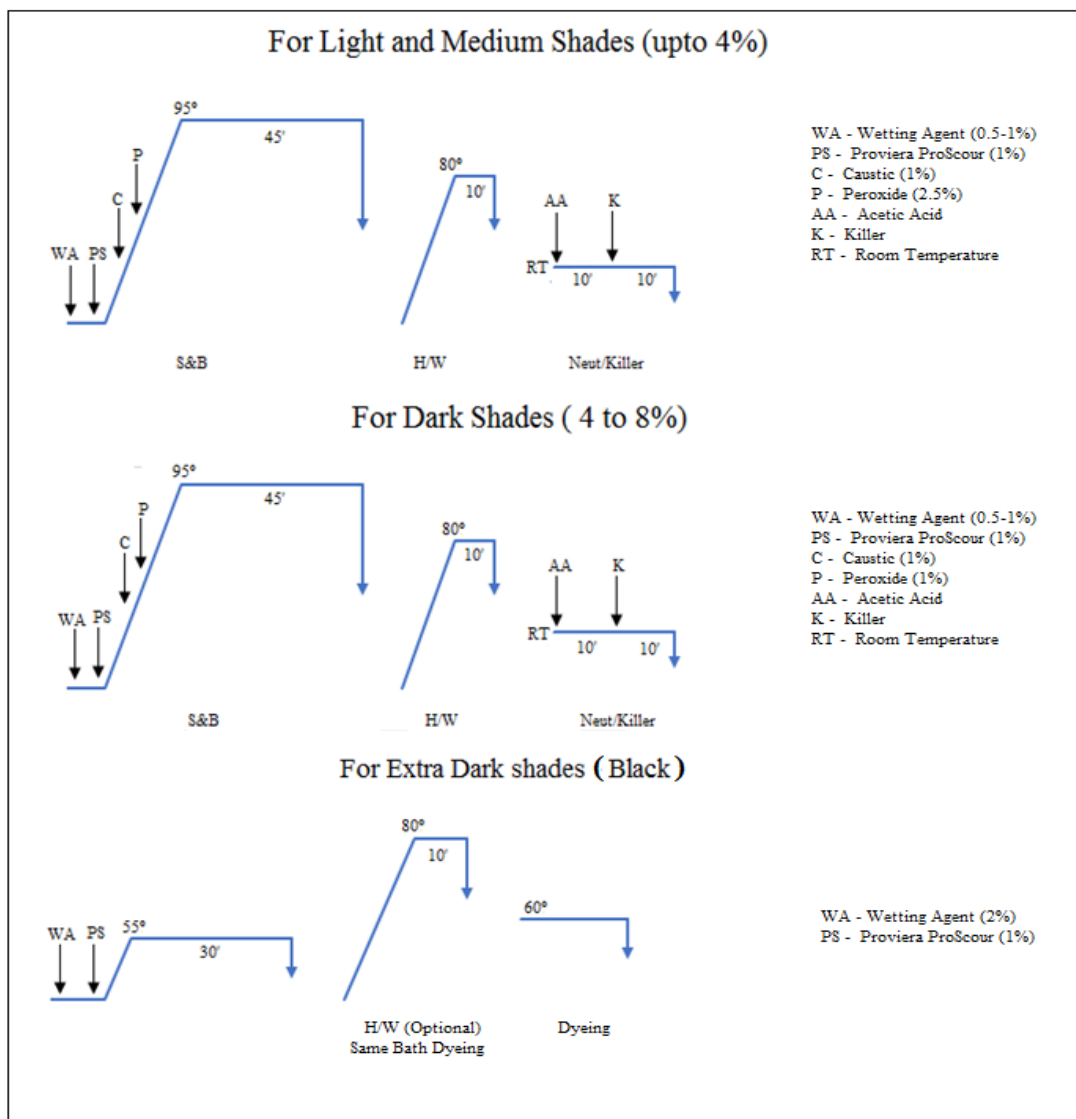 For Light and Medium Shades (upto 4%)
95°
45'
P
C
WA PS
80°
10'
AA K
RT
10' 10'
S&B
H/W
Neut/Killer
WA - Wetting Agent (0.5-1%)
PS - Proviera ProScour (1%)
C - Caustic (1%)
P - Peroxide (2.5%)
AA - Acetic Acid
K - Killer
RT - Room Temperature
For Dark Shades ( 4 to 8%)
95°
45'
P
C
WA PS
80°
10'
AA K
RT
10' 10'
S&B
H/W
Neut/Killer
WA - Wetting Agent (0.5-1%)
PS - Proviera ProScour (1%)
C - Caustic (1%)
P - Peroxide (1%)
AA - Acetic Acid
K - Killer
RT - Room Temperature
For Extra Dark shades (Black)
WA PS
55°
30'
80°
10'
60°
H/W (Optional)
Same Bath Dyeing
Dyeing
WA - Wetting Agent (2%)
PS - Proviera ProScour (1%)